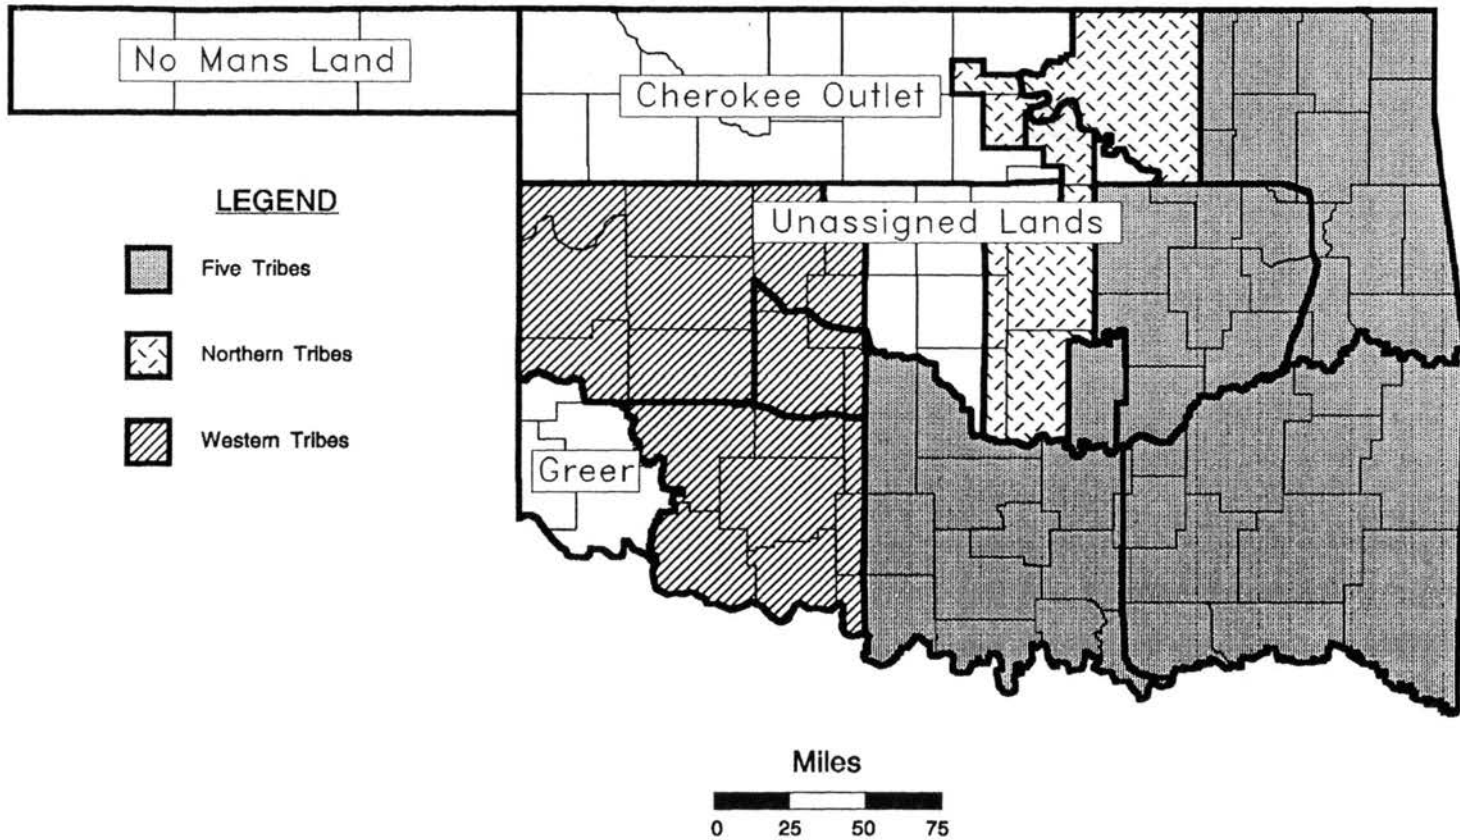 No Mans Land
Cherokee Outlet
LEGEND
Unassigned Lands
Five Tribes
Northern Tribes
Western Tribes
Greer
Miles
0 25 50 75